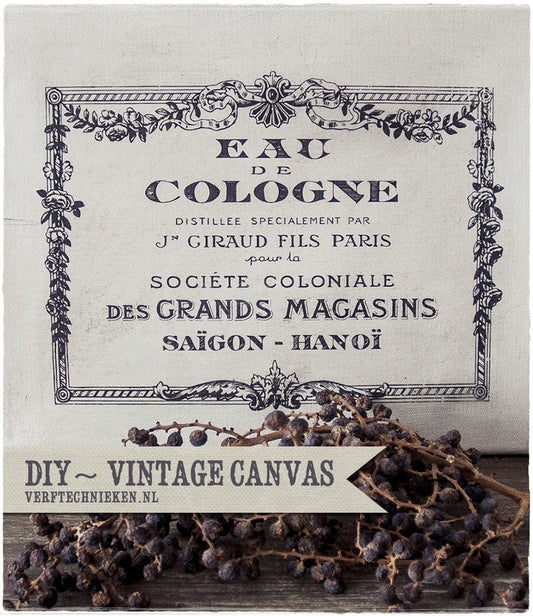 EAU
DE
COLOGNE
DISTILLEE SPECIALEMENT PAR
JN GIRAUD FILS PARIS
pour la
SOCIÉTE COLONIALE
DES GRANDS MAGASINS
SAÏGON - HANOÏ
DIY ~ VINTAGE CANVAS
VERFTECHNIEKEN.NL